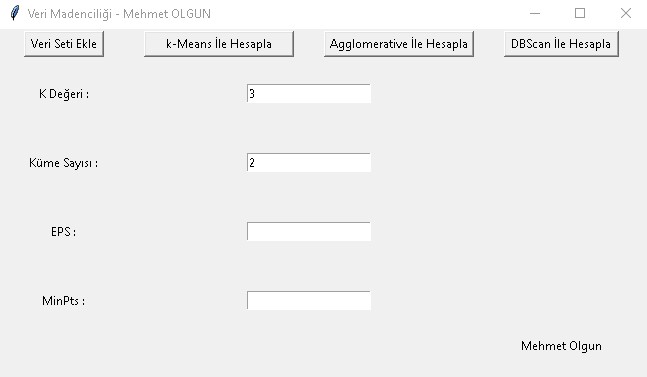 Veri Madenciliği - Mehmet OLGUN
Veri Seti Ekle k-Means İle Hesapla Agglomerative İle Hesapla DBScan İle Hesapla
K Değeri : 3
Küme Sayısı : 2
EPS :
MinPts :
Mehmet Olgun